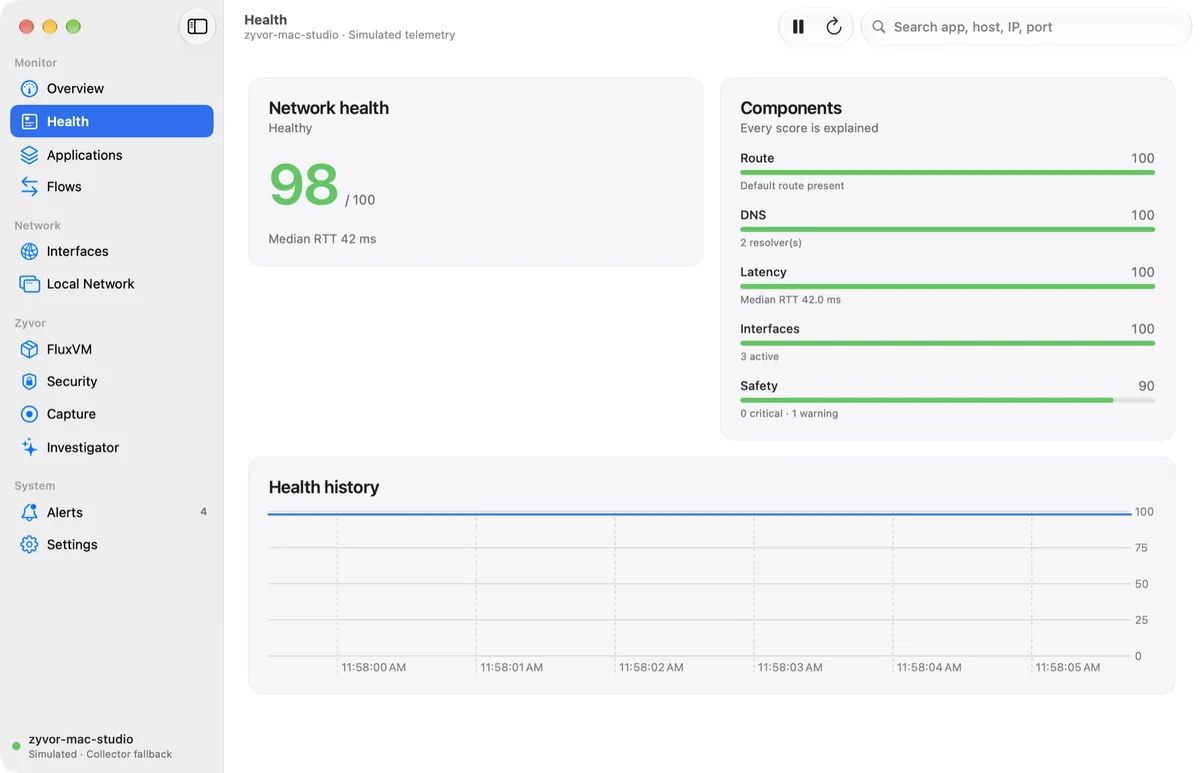 Monitor
Overview
Health
Applications
Flows
Network
Interfaces
Local Network
Zyvor
FluxVM
Security
Capture
Investigator
System
Alerts 4
Settings
zyvor-mac-studio
Simulated · Collector fallback
Health
zyvor-mac-studio · Simulated telemetry
Search app, host, IP, port
Network health
Healthy
98 / 100
Median RTT 42 ms
Components
Every score is explained
Route 100
Default route present
DNS 100
2 resolver(s)
Latency 100
Median RTT 42.0 ms
Interfaces 100
3 active
Safety 90
0 critical · 1 warning
Health history
100
75
50
25
0
11:58:00 AM 11:58:01 AM 11:58:02 AM 11:58:03 AM 11:58:04 AM 11:58:05 AM